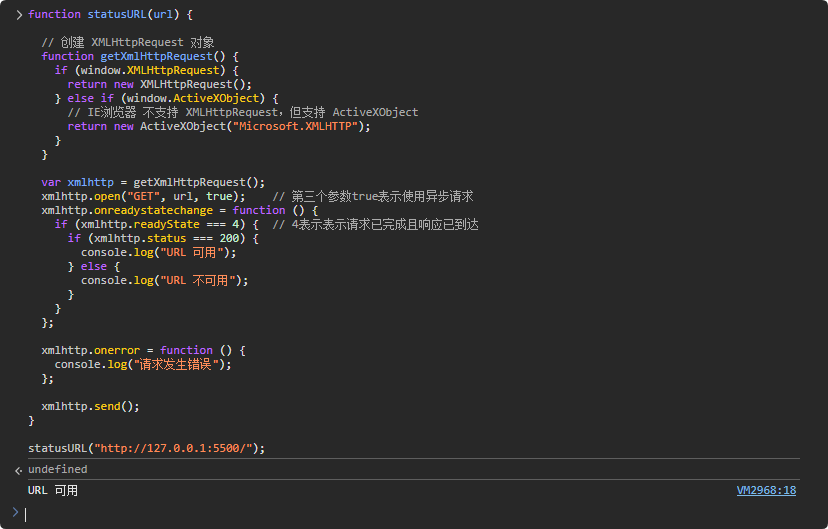 function statusURL(url) {
// 创建 XMLHttpRequest 对象
function getXmlHttpRequest() {
if (window.XMLHttpRequest) {
return new XMLHttpRequest();
} else if (window.ActiveXObject) {
// IE浏览器 不支持 XMLHttpRequest，但支持 ActiveXObject
return new ActiveXObject("Microsoft.XMLHTTP");
}
}
var xmlhttp = getXmlHttpRequest();
xmlhttp.open("GET", url, true); // 第三个参数true表示使用异步请求
xmlhttp.onreadystatechange = function () {
if (xmlhttp.readyState === 4) { // 4表示表示请求已完成且响应已到达
if (xmlhttp.status === 200) {
console.log("URL 可用");
} else {
console.log("URL 不可用");
}
}
};
xmlhttp.onerror = function () {
console.log("请求发生错误");
};
xmlhttp.send();
}
statusURL("http://127.0.0.1:5500/");
undefined
URL 可用 VM2968:18